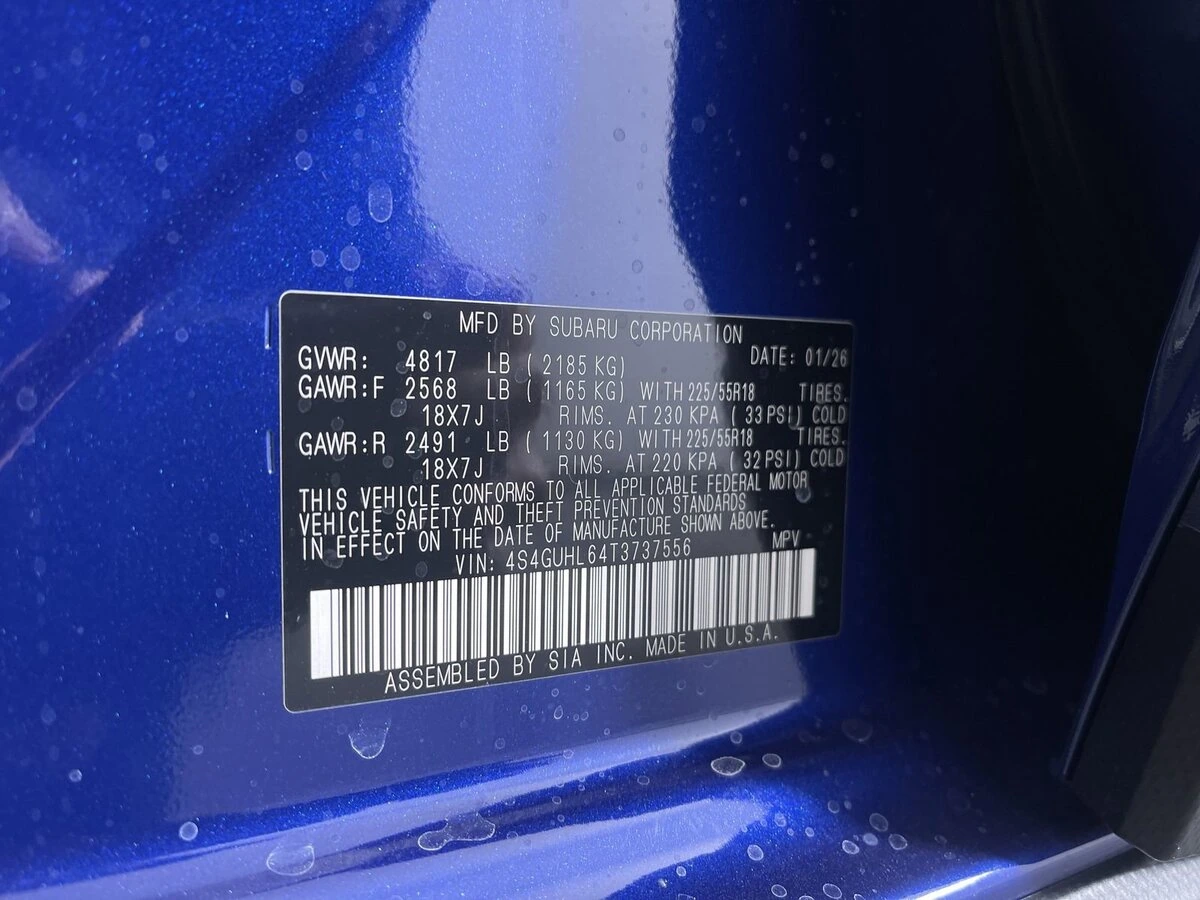 MFD BY SUBARU CORPORATION
DATE: 01/26
GVWR: 4817 LB (2185 KG)
GAWR:F 2568 LB (1165 KG) WITH 225/55R18 TIRES.
18X7J RIMS. AT 230 KPA (33 PSI) COLD
GAWR:R 2491 LB (1130 KG) WITH 225/55R18 TIRES.
18X7J RIMS. AT 220 KPA (32 PSI) COLD
THIS VEHICLE CONFORMS TO ALL APPLICABLE FEDERAL MOTOR
VEHICLE SAFETY AND THEFT PREVENTION STANDARDS
IN EFFECT ON THE DATE OF MANUFACTURE SHOWN ABOVE.
VIN: 4S4GUHL64T3737556 MPV
ASSEMBLED BY SIA INC. MADE IN U.S.A.